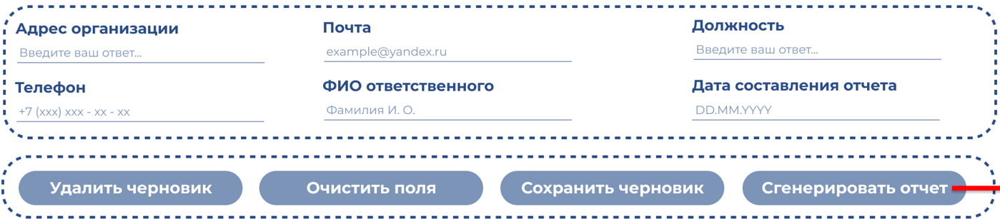 Адрес организации
Введите ваш ответ...
Почта
example@yandex.ru
Должность
Введите ваш ответ...
Телефон
+7 (xxx) xxx - xx - xx
ФИО ответственного
Фамилия И. О.
Дата составления отчета
DD.MM.YYYY
Удалить черновик
Очистить поля
Сохранить черновик
Сгенерировать отчет